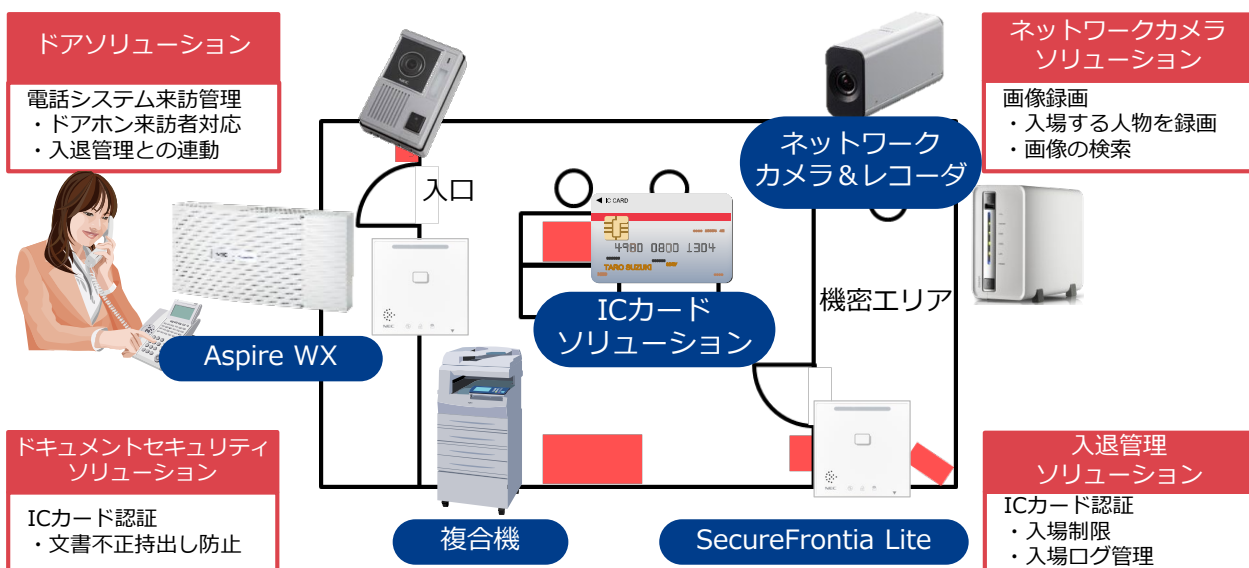 ドアソリューション
電話システム来訪管理
・ドアホン来訪者対応
・入退管理との連動
ネットワークカメラ
ソリューション
画像録画
・入場する人物を録画
・画像の検索
ネットワーク
カメラ＆レコーダ
入口
IC CARD
4980 0800 1304
TARO SUZUKI
ICカード
ソリューション
機密エリア
Aspire WX
NEC
ドキュメントセキュリティ
ソリューション
ICカード認証
・文書不正持出し防止
複合機
NEC
SecureFrontia Lite
入退管理
ソリューション
ICカード認証
・入場制限
・入場ログ管理